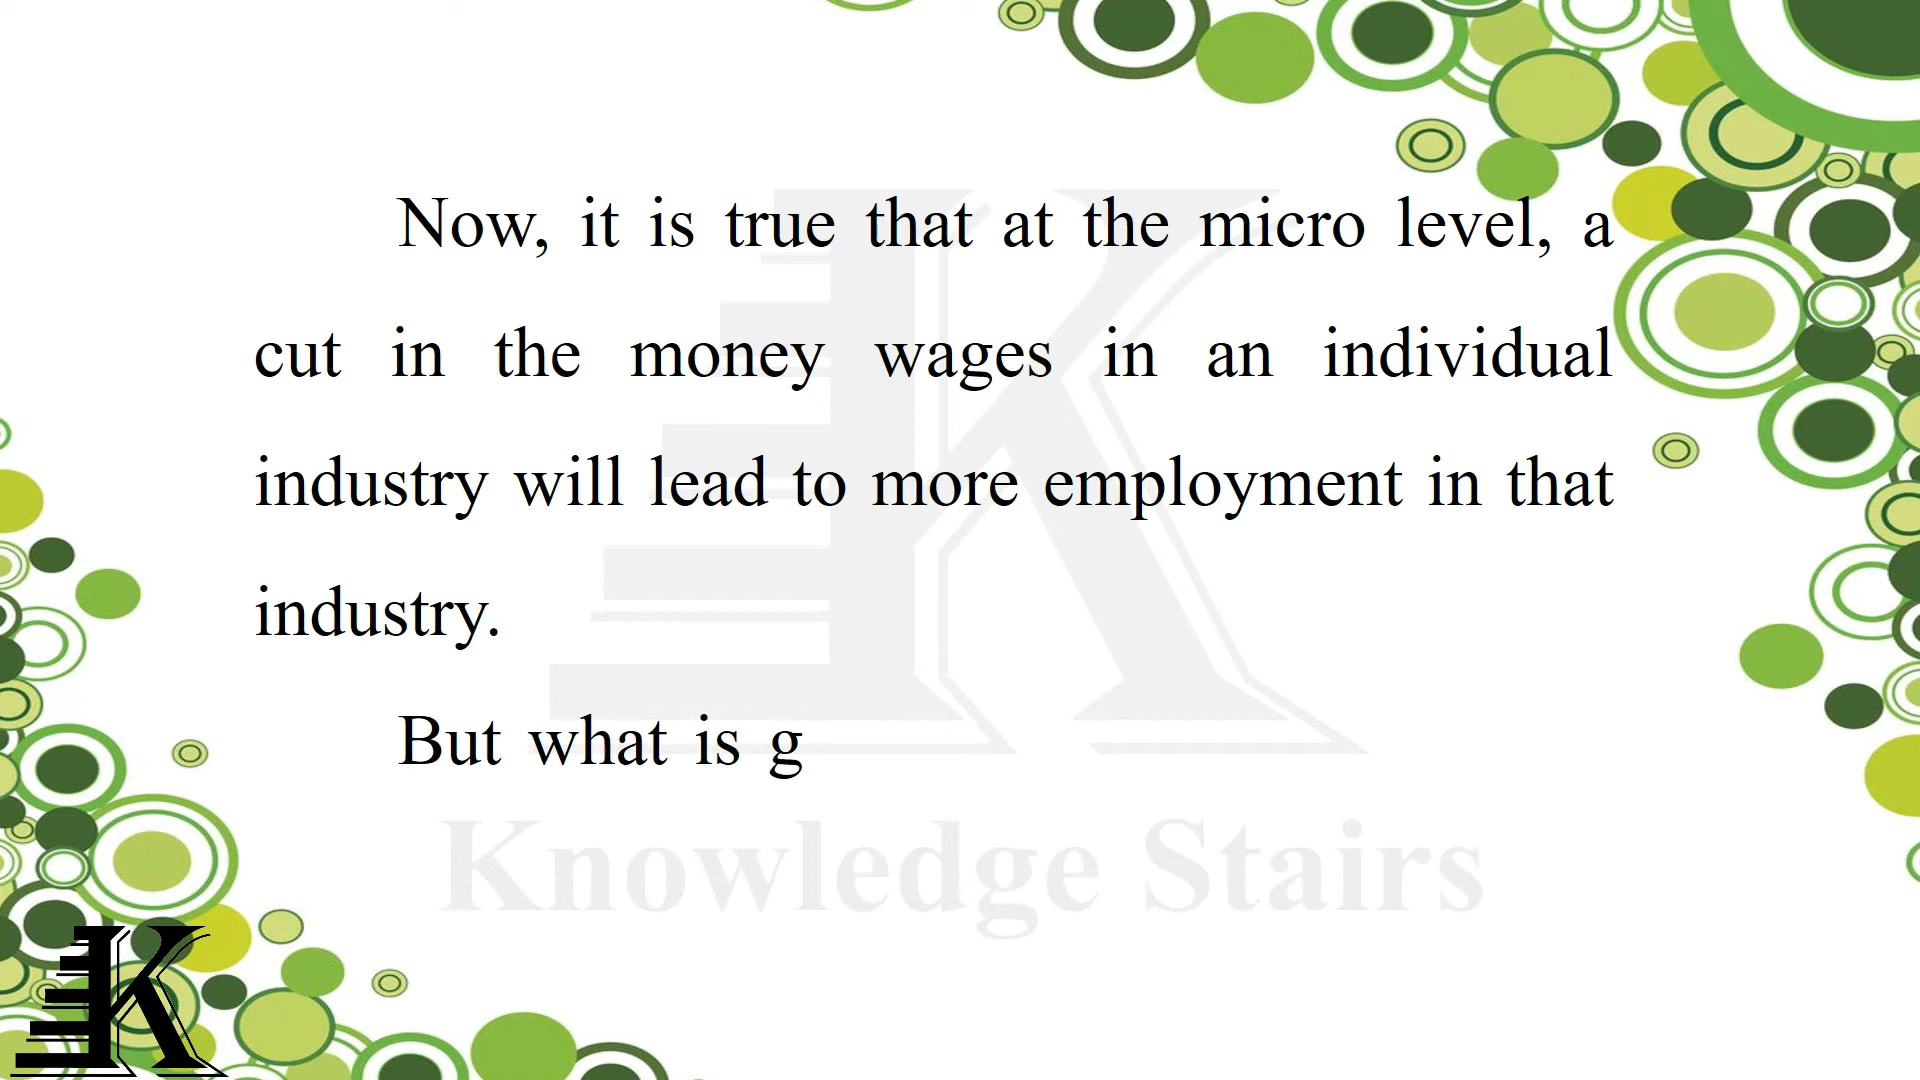 Now, it is true that at the micro level, a
cut in the money wages in an individual
industry will lead to more employment in that
industry.
But what is g
Knowledge Stairs